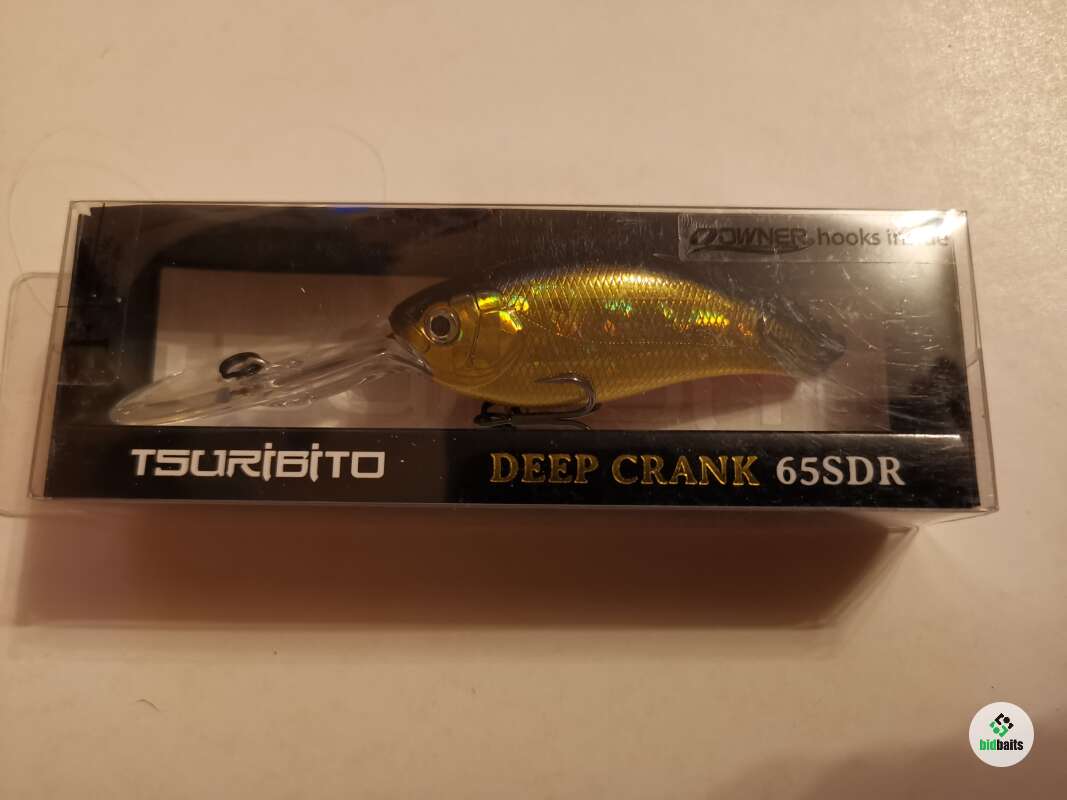 OWNER hooks inside
TSURIBITO
DEEP CRANK 65SDR
bidbaits